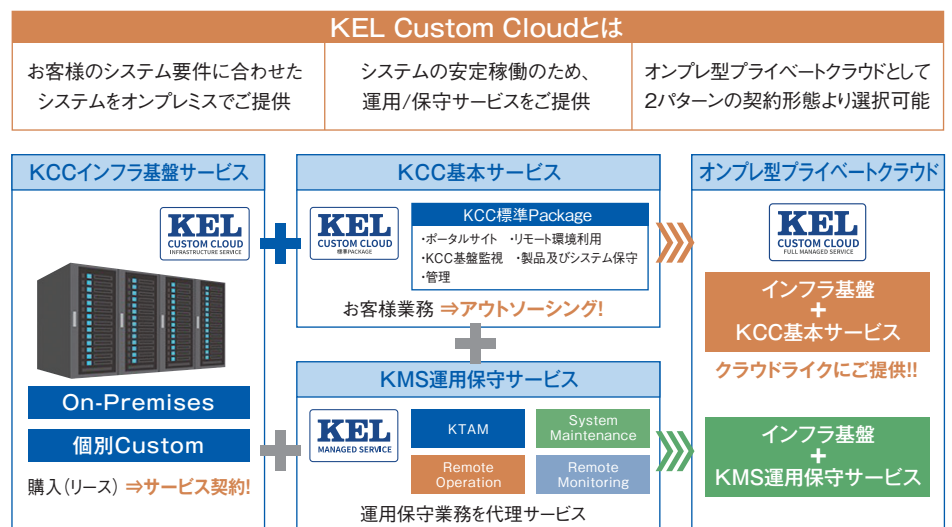 KEL Custom Cloudとは
お客様のシステム要件に合わせた
システムをオンプレミスでご提供
システムの安定稼働のため、
運用/保守サービスをご提供
オンプレ型プライベートクラウドとして
2パターンの契約形態より選択可能
KCCインフラ基盤サービス
KEL
CUSTOM CLOUD
INFRASTRUCTURE SERVICE
On-Premises
個別Custom
購入(リース) ⇒サービス契約!
KCC基本サービス
KEL
CUSTOM CLOUD
標準PACKAGE
KCC標準Package
・ポータルサイト ・リモート環境利用
・KCC基盤監視 ・製品及びシステム保守
・管理
お客様業務 ⇒アウトソーシング!
KMS運用保守サービス
KEL
MANAGED SERVICE
KTAM
System
Maintenance
Remote
Operation
Remote
Monitoring
運用保守業務を代理サービス
オンプレ型プライベートクラウド
KEL
CUSTOM CLOUD
FULL MANAGED SERVICE
インフラ基盤
+
KCC基本サービス
クラウドライクにご提供!!
インフラ基盤
+
KMS運用保守サービス